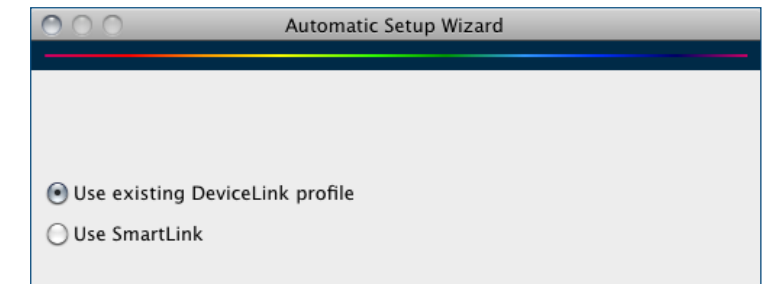 Automatic Setup Wizard
Use existing DeviceLink profile
Use SmartLink